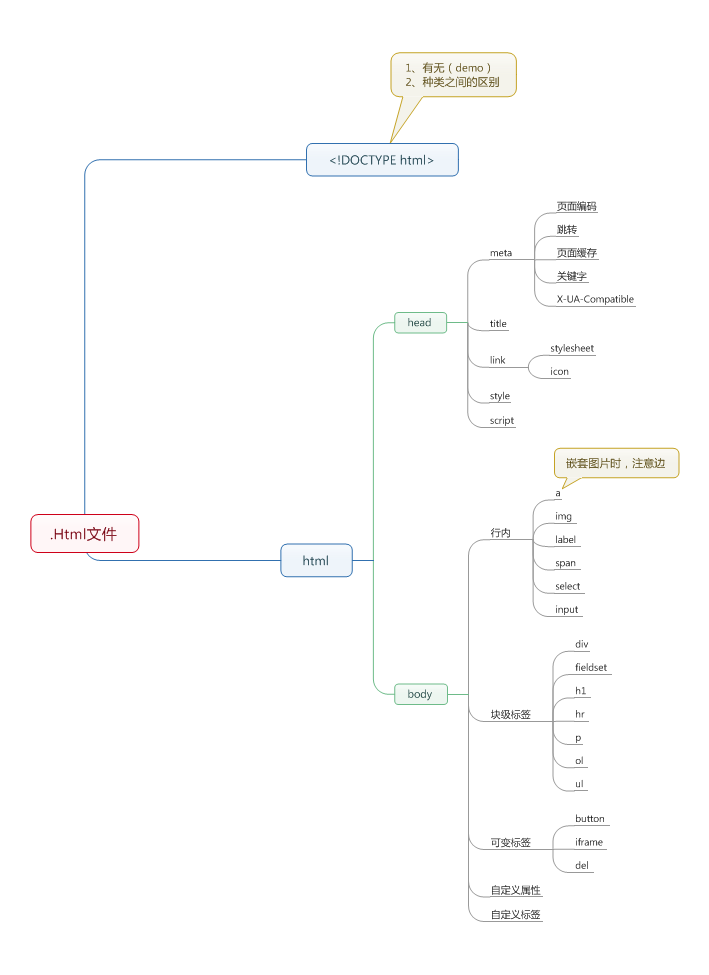 1、有无（demo）
2、种类之间的区别
<!DOCTYPE html>
页面编码
跳转
meta
页面缓存
关键字
X-UA-Compatible
head
title
stylesheet
link
icon
style
script
嵌套图片时，注意边
a
.Html文件
img
行内
label
html
span
select
input
div
fieldset
h1
body
块级标签
hr
p
ol
ul
button
可变标签
iframe
del
自定义属性
自定义标签